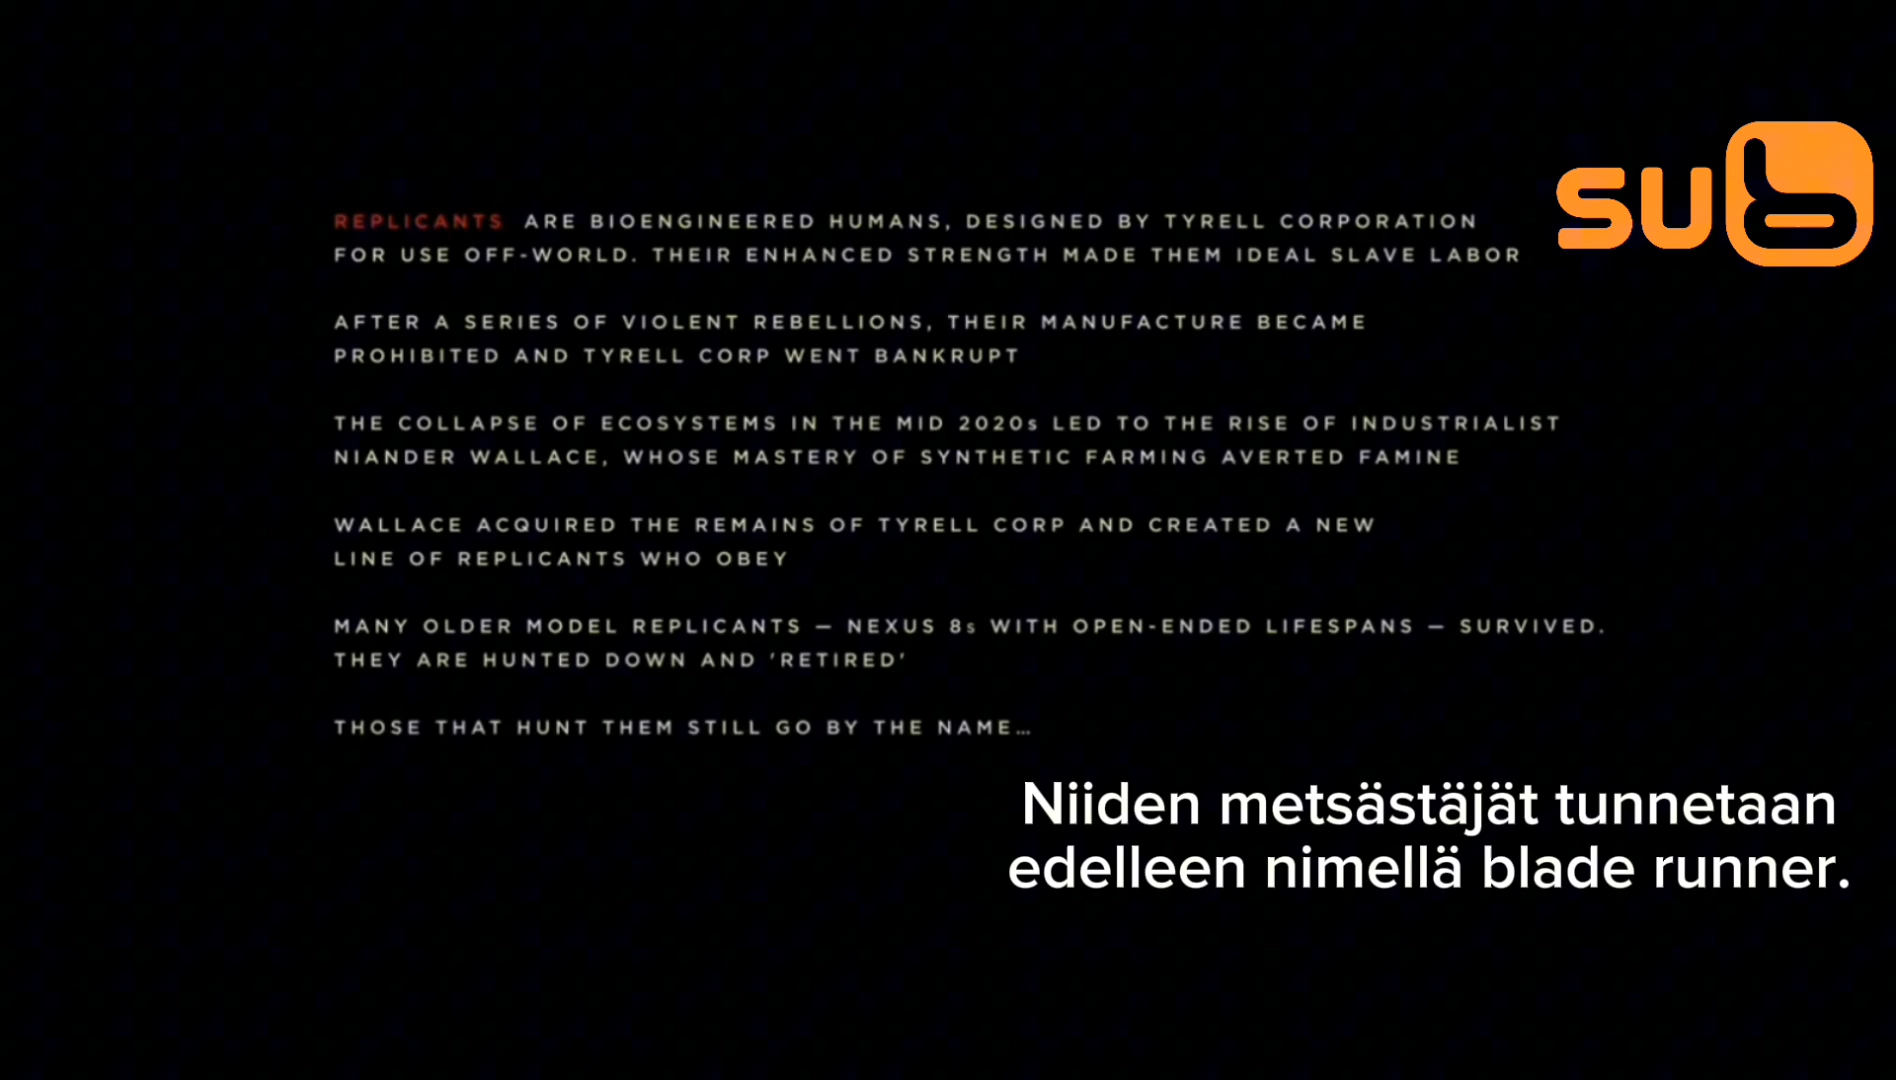 REPLICANTS ARE BIOENGINEERED HUMANS, DESIGNED BY TYRELL CORPORATION
FOR USE OFF-WORLD. THEIR ENHANCED STRENGTH MADE THEM IDEAL SLAVE LABOR
AFTER A SERIES OF VIOLENT REBELLIONS, THEIR MANUFACTURE BECAME
PROHIBITED AND TYRELL CORP WENT BANKRUPT
THE COLLAPSE OF ECOSYSTEMS IN THE MID 2020s LED TO THE RISE OF INDUSTRIALIST
NIANDER WALLACE, WHOSE MASTERY OF SYNTHETIC FARMING AVERTED FAMINE
WALLACE ACQUIRED THE REMAINS OF TYRELL CORP AND CREATED A NEW
LINE OF REPLICANTS WHO OBEY
MANY OLDER MODEL REPLICANTS — NEXUS 8s WITH OPEN-ENDED LIFESPANS — SURVIVED.
THEY ARE HUNTED DOWN AND 'RETIRED'
THOSE THAT HUNT THEM STILL GO BY THE NAME…
sub
Niiden metsästäjät tunnetaan
edelleen nimellä blade runner.